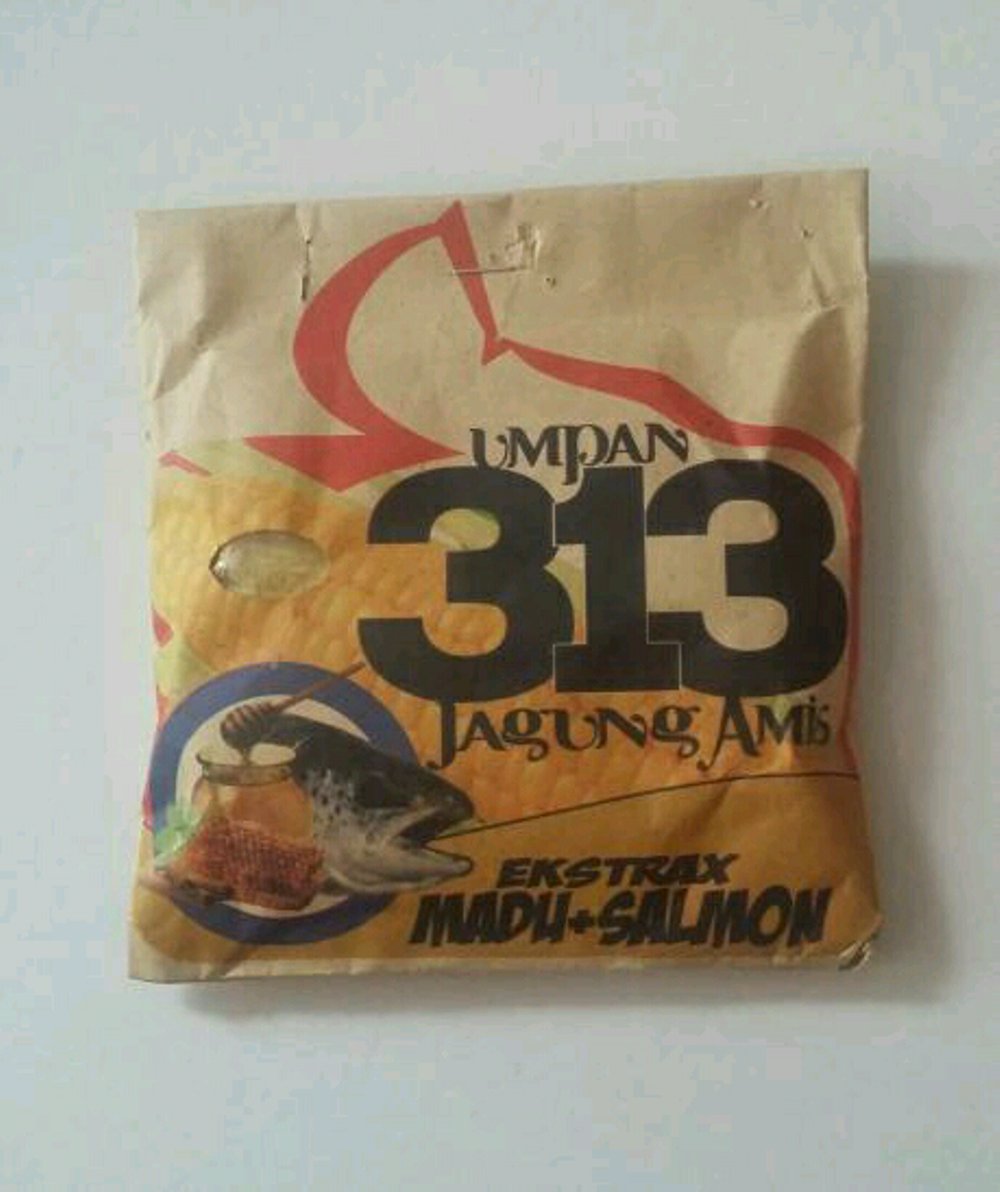 UMPAN
313
JAGUNG AMIS
EKSTRAX
MADU+SALMON